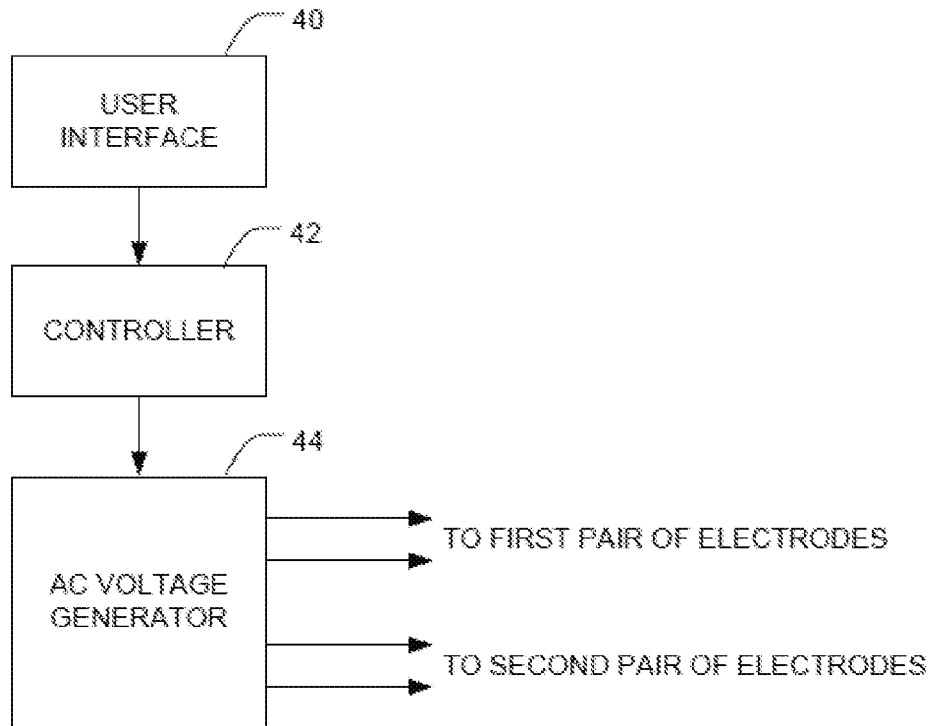 40
USER
INTERFACE
42
CONTROLLER
44
AC VOLTAGE
GENERATOR
TO FIRST PAIR OF ELECTRODES
TO SECOND PAIR OF ELECTRODES